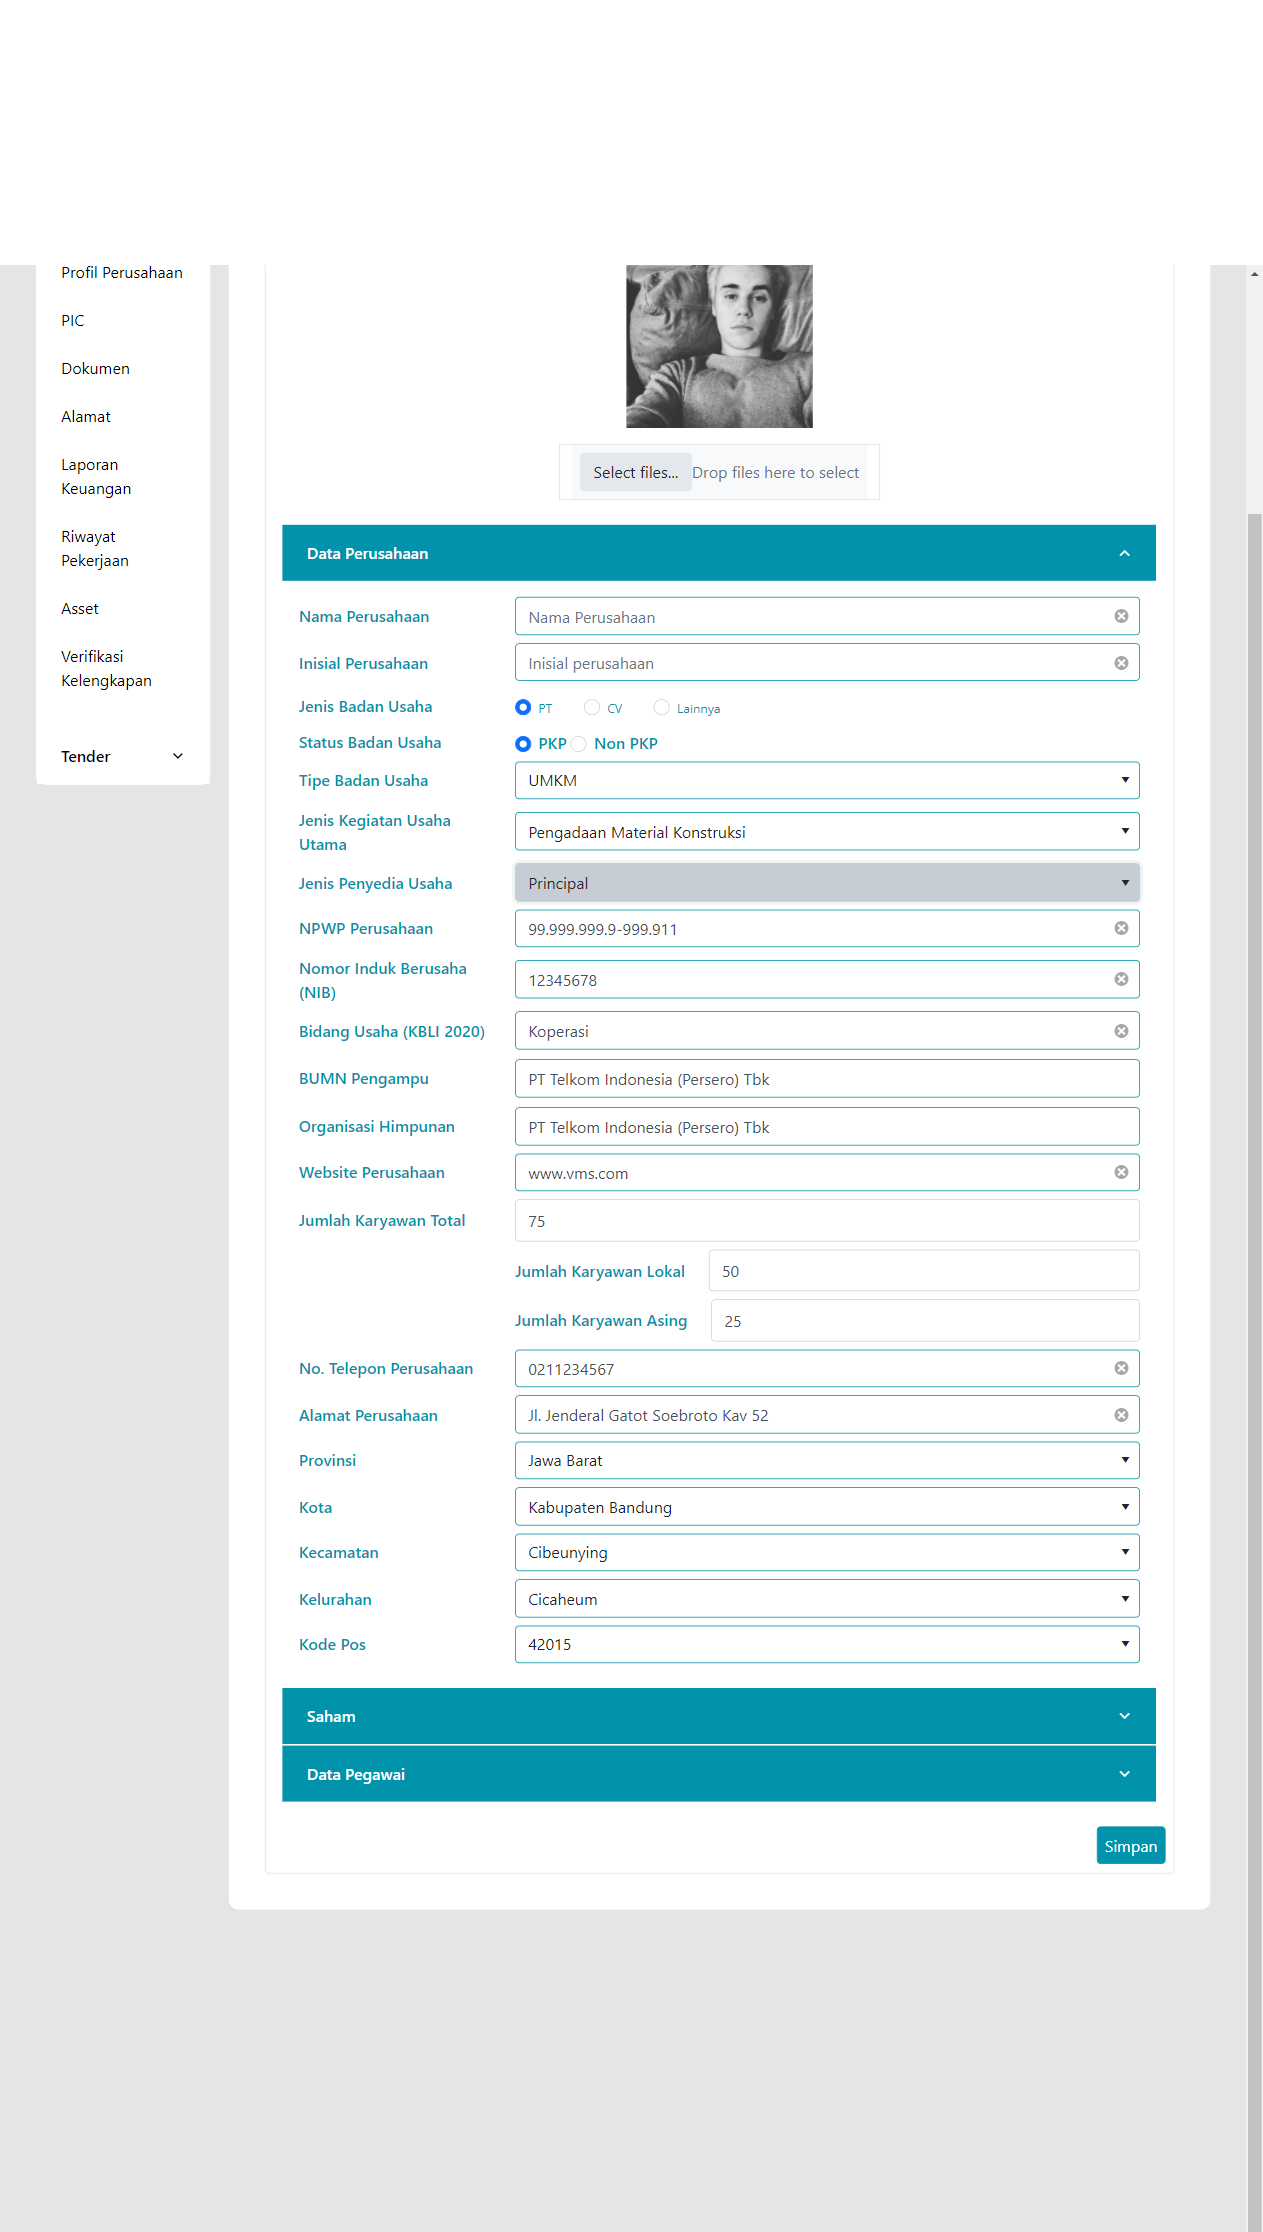 Profil Perusahaan
PIC
Dokumen
Alamat
Laporan
Keuangan
Riwayat
Pekerjaan
Asset
Verifikasi
Kelengkapan
Tender
Select files... Drop files here to select
Data Perusahaan
Nama Perusahaan Nama Perusahaan
Inisial Perusahaan Inisial perusahaan
Jenis Badan Usaha PT CV Lainnya
Status Badan Usaha PKP Non PKP
Tipe Badan Usaha UMKM
Jenis Kegiatan Usaha
Utama
Pengadaan Material Konstruksi
Jenis Penyedia Usaha Principal
NPWP Perusahaan 99.999.999.9-999.911
Nomor Induk Berusaha
(NIB)
12345678
Bidang Usaha (KBLI 2020) Koperasi
BUMN Pengampu PT Telkom Indonesia (Persero) Tbk
Organisasi Himpunan PT Telkom Indonesia (Persero) Tbk
Website Perusahaan www.vms.com
Jumlah Karyawan Total 75
Jumlah Karyawan Lokal 50
Jumlah Karyawan Asing 25
No. Telepon Perusahaan 0211234567
Alamat Perusahaan Jl. Jenderal Gatot Soebroto Kav 52
Provinsi Jawa Barat
Kota Kabupaten Bandung
Kecamatan Cibeunying
Kelurahan Cicaheum
Kode Pos 42015
Saham
Data Pegawai
Simpan